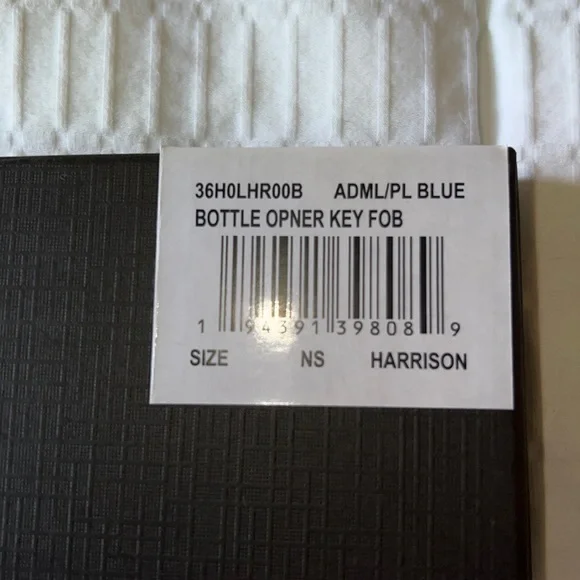 36H0LHR00B ADML/PL BLUE
BOTTLE OPNER KEY FOB
1 94391 39808 9
SIZE NS HARRISON